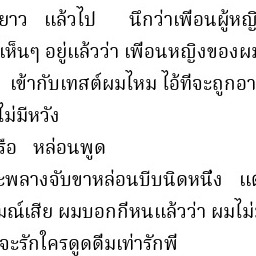 ยาว แล้วไป นึกว่าเพื่อนผู้หญิ
เห็นๆ อยู่แล้วว่า เพื่อนหญิงของผม
เข้ากับเทสต์ผมไหม ไอ้ที่จะถูกอา
ไม่มีหวัง
รือ หล่อนพูด
ะพลางจับขาหล่อนบีบนิดหนึ่ง แต
มณ์เสีย ผมบอกกี่หนแล้วว่า ผมไม่ม
จะรักใครดูดดื่มเท่ารักพี่